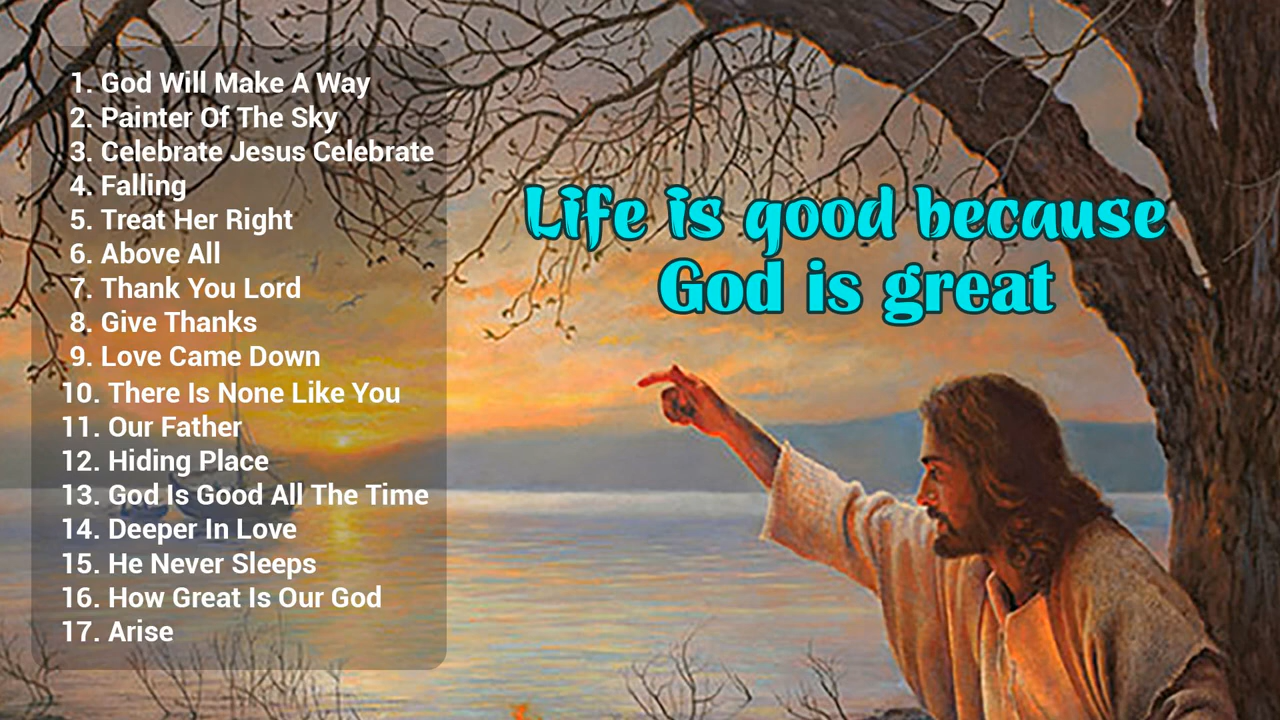 1. God Will Make A Way
2. Painter Of The Sky
3. Celebrate Jesus Celebrate
4. Falling
5. Treat Her Right
6. Above All
7. Thank You Lord
8. Give Thanks
9. Love Came Down
10. There Is None Like You
11. Our Father
12. Hiding Place
13. God Is Good All The Time
14. Deeper In Love
15. He Never Sleeps
16. How Great Is Our God
17. Arise
Life is good because
God is great